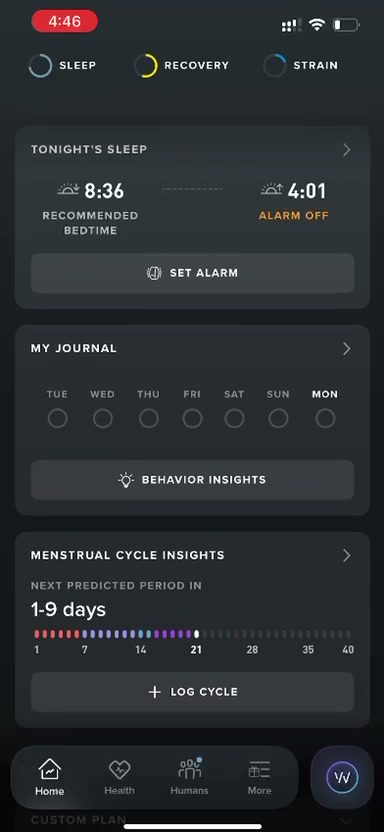 4:46
SLEEP RECOVERY STRAIN
TONIGHT'S SLEEP
8:36 4:01
RECOMMENDED BEDTIME ALARM OFF
SET ALARM
MY JOURNAL
TUE WED THU FRI SAT SUN MON
BEHAVIOR INSIGHTS
MENSTRUAL CYCLE INSIGHTS
NEXT PREDICTED PERIOD IN
1-9 days
1 7 14 21 28 35 40
+ LOG CYCLE
Home Health Humans More
W
CUSTOM PLAN